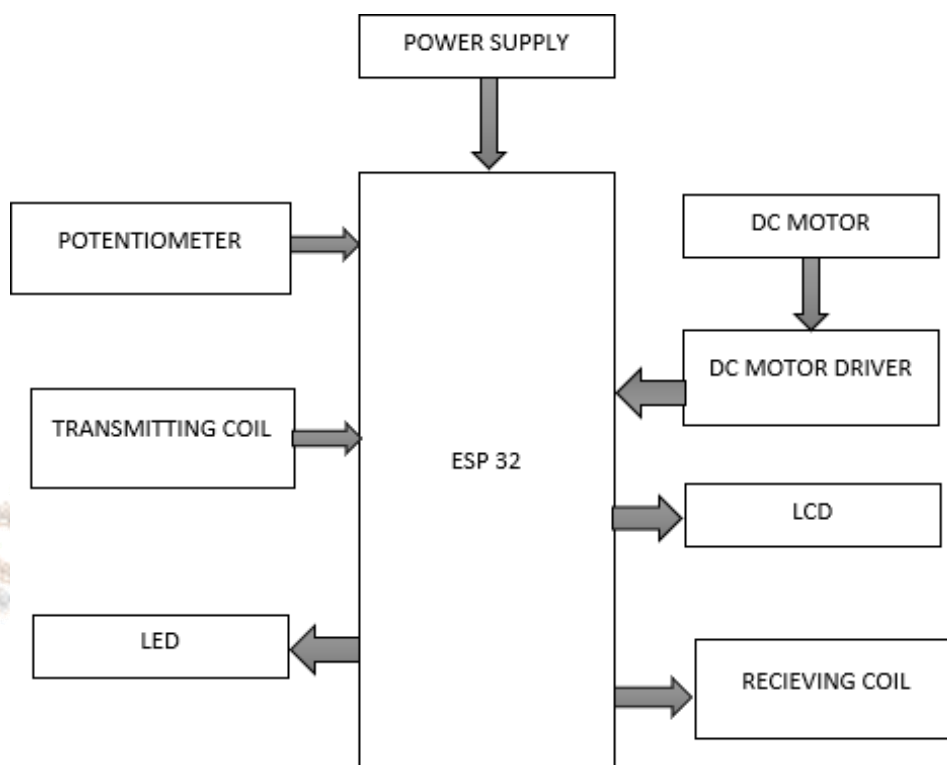 POWER SUPPLY
POTENTIOMETER
DC MOTOR
DC MOTOR DRIVER
TRANSMITTING COIL
ESP 32
LCD
LED
RECIEVING COIL